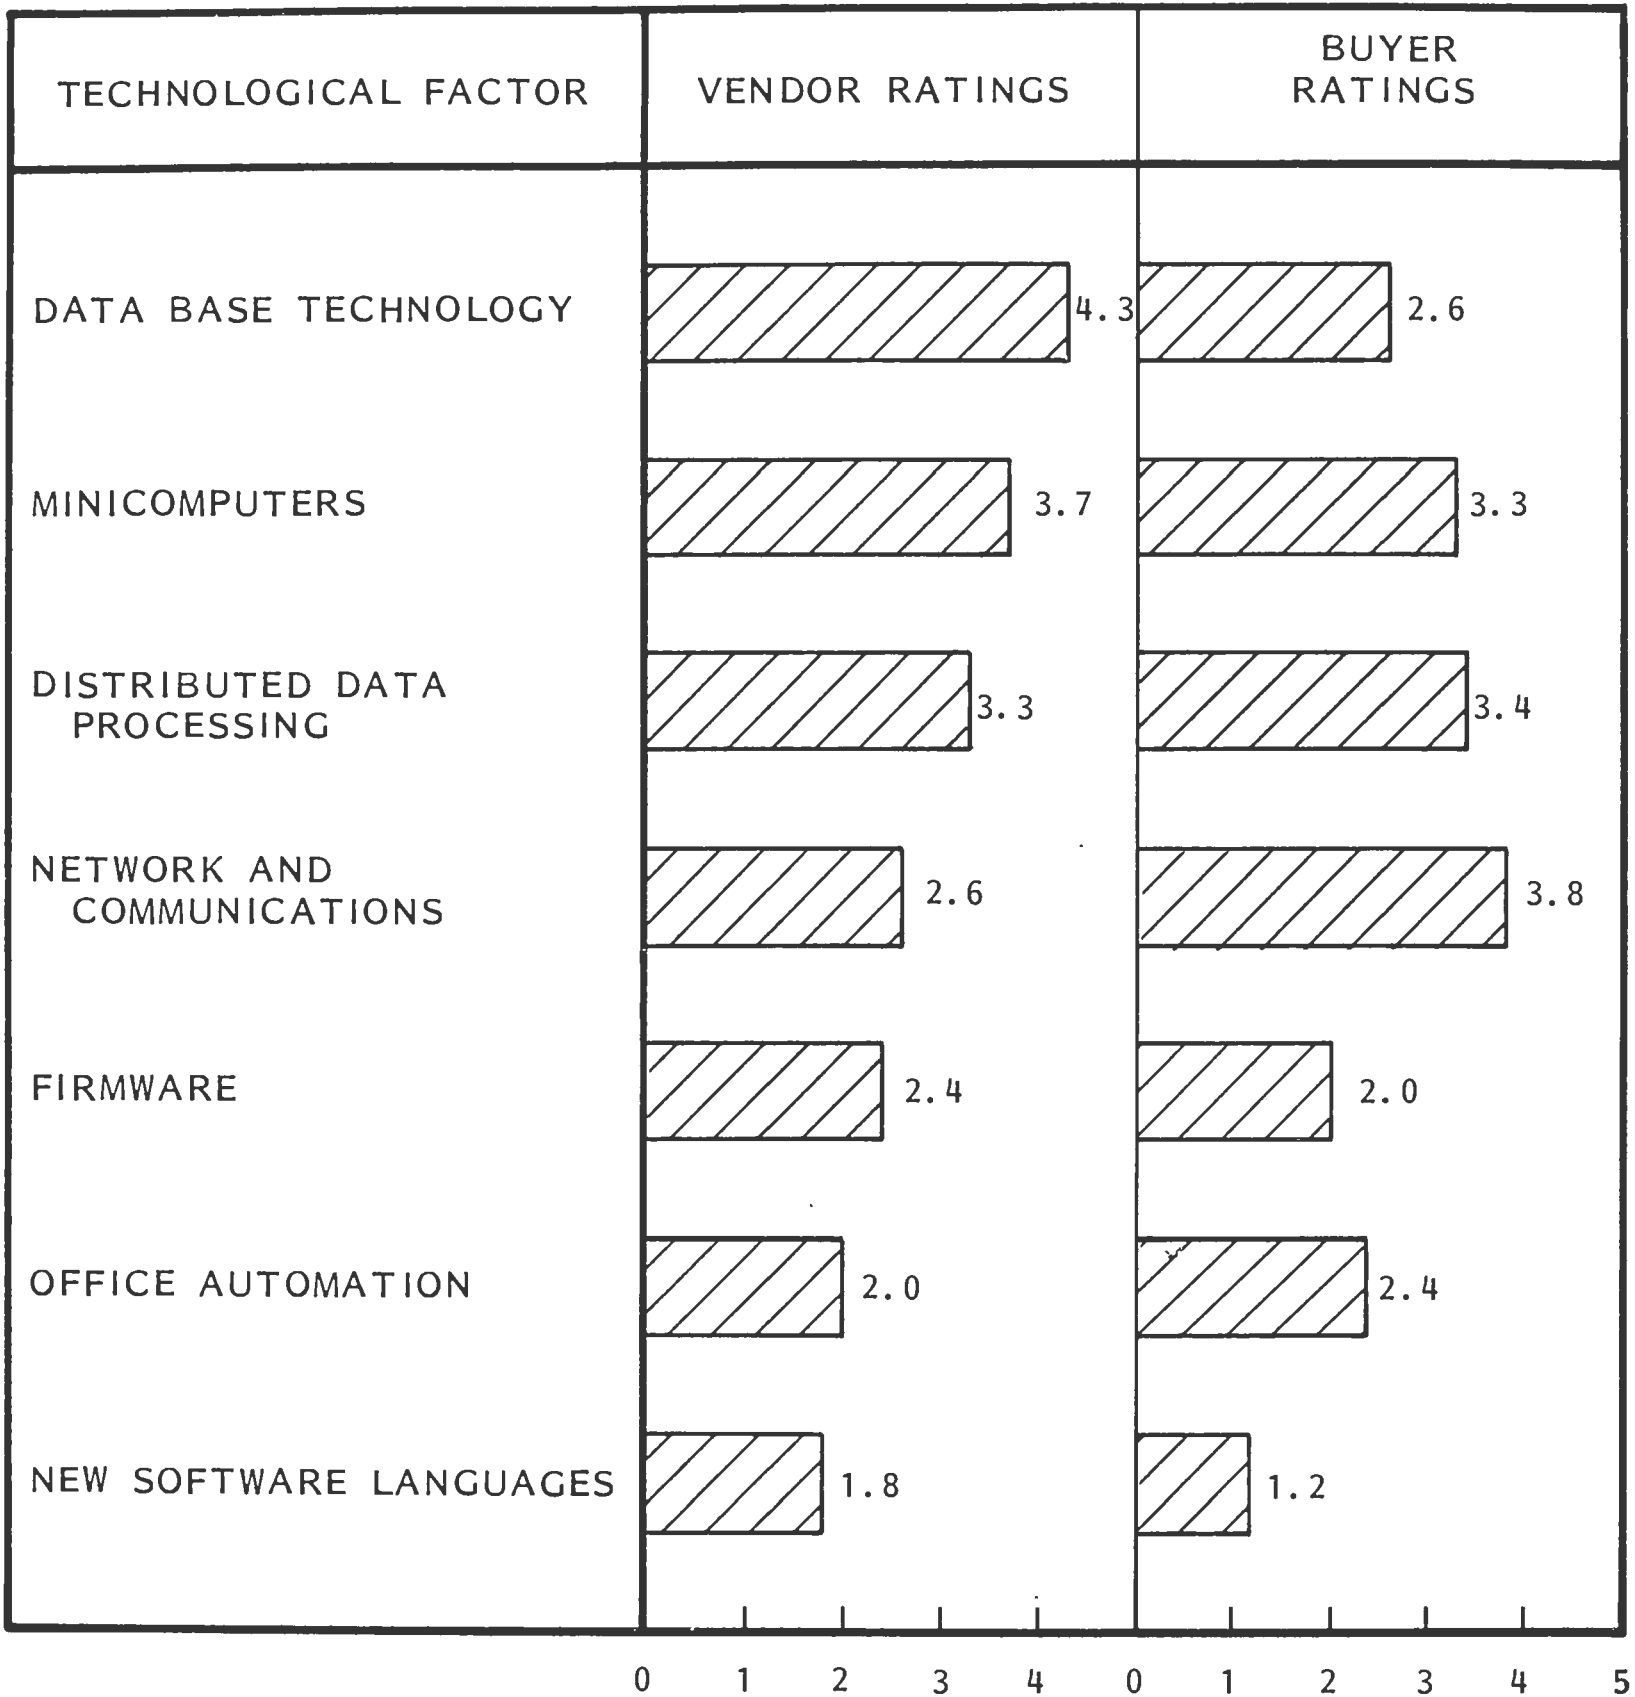 TECHNOLOGICAL FACTOR
VENDOR RATINGS
BUYER
RATINGS
DATA BASE TECHNOLOGY
4.3
2.6
MINICOMPUTERS
3.7
3.3
DISTRIBUTED DATA
PROCESSING
3.3
3.4
NETWORK AND
COMMUNICATIONS
2.6
3.8
FIRMWARE
2.4
2.0
OFFICE AUTOMATION
2.0
2.4
NEW SOFTWARE LANGUAGES
1.8
1.2
0 1 2 3 4 0 1 2 3 4 5